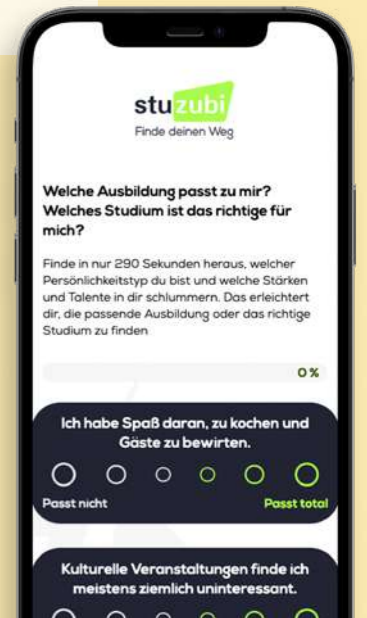 stuzubi
Finde deinen Weg
Welche Ausbildung passt zu mir?
Welches Studium ist das richtige für
mich?
Finde in nur 290 Sekunden heraus, welcher
Persönlichkeitstyp du bist und welche Stärken
und Talente in dir schlummern. Das erleichtert
dir, die passende Ausbildung oder das richtige
Studium zu finden
0 %
Ich habe Spaß daran, zu kochen und
Gäste zu bewirten.
Passt nicht Passt total
Kulturelle Veranstaltungen finde ich
meistens ziemlich uninteressant.